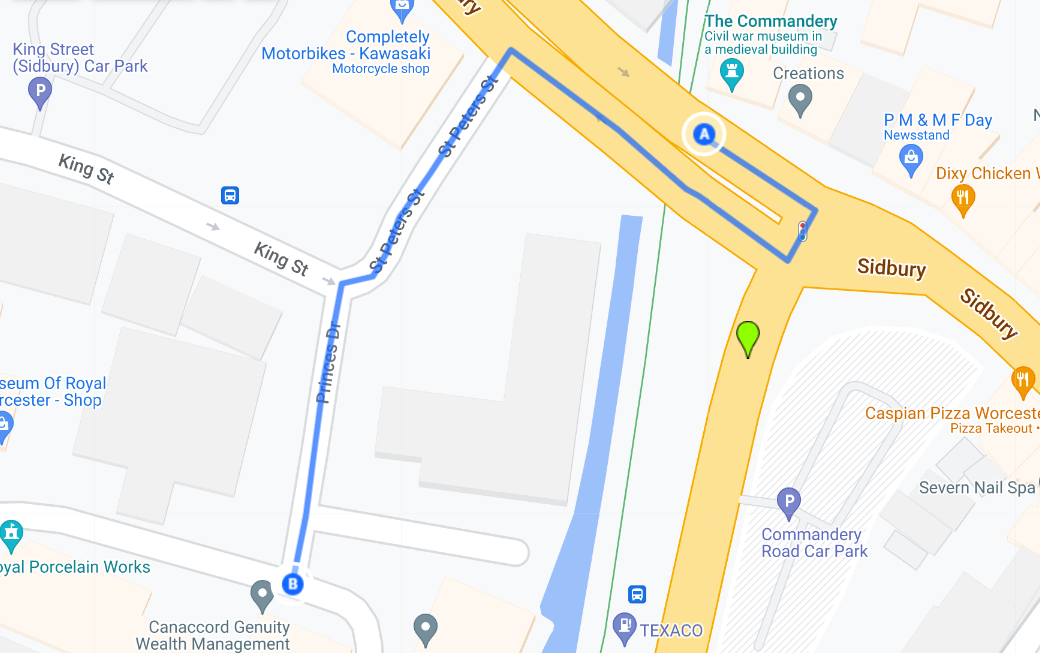 ry
The Commandery
Civil war museum in
a medieval building
Completely
Motorbikes - Kawasaki
Motorcycle shop
King Street
(Sidbury) Car Park
P
Creations
St Peters St
A
P M & M F Day
Newsstand
N
Dixy Chicken W
King St
St Peters St
King St
Sidbury
Sidbury
Princes Dr
seum Of Royal
rcester - Shop
Caspian Pizza Worceste
Pizza Takeout •
Severn Nail Spa
P
Commandery
Road Car Park
oyal Porcelain Works
B
Canaccord Genuity
Wealth Management
TEXACO